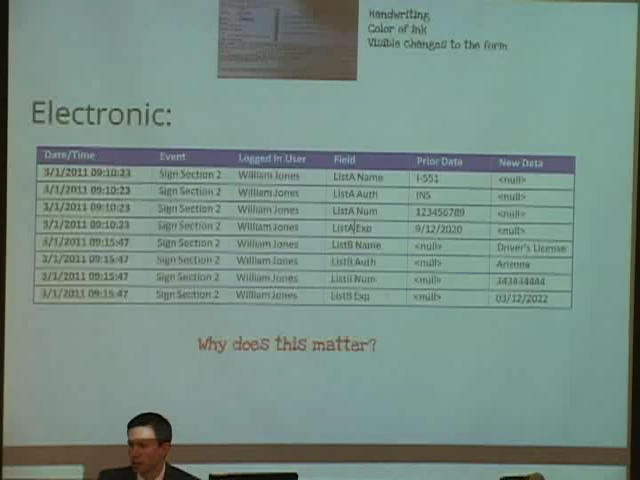 Handwriting
Color of ink
Visible changes to the form
Electronic:
Date/Time Event Logged In User Field Prior Data New Data
3/1/2011 09:10:23 Sign Section 2 William Jones ListA Name I-551 <null>
3/1/2011 09:10:23 Sign Section 2 William Jones ListA Auth INS <null>
3/1/2011 09:10:23 Sign Section 2 William Jones ListA Num 123456789 <null>
3/1/2011 09:10:23 Sign Section 2 William Jones ListA Exp 9/12/2020 <null>
3/1/2011 09:15:47 Sign Section 2 William Jones ListB Name <null> Driver's License
3/1/2011 09:15:47 Sign Section 2 William Jones ListB Auth <null> Arizona
3/1/2011 09:15:47 Sign Section 2 William Jones ListB Num <null> 343434444
3/1/2011 09:15:47 Sign Section 2 William Jones ListB Exp <null> 03/12/2022
Why does this matter?